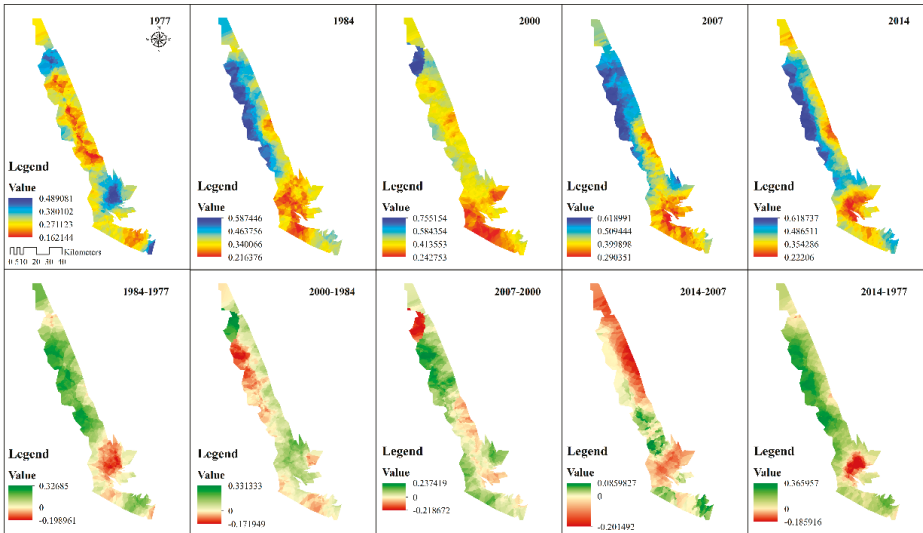 1977
N
Legend
Value
0.489081
0.380102
0.271123
0.162144
Kilometers
0 510 20 30 40
1984
Legend
Value
0.587446
0.463756
0.340066
0.216376
2000
Legend
Value
0.755154
0.584354
0.413553
0.242753
2007
Legend
Value
0.618991
0.509444
0.399898
0.290351
2014
Legend
Value
0.618737
0.486511
0.354286
0.22206
1984-1977
Legend
Value
0.32685
0
-0.198961
2000-1984
Legend
Value
0.331333
0
-0.171949
2007-2000
Legend
Value
0.237419
0
-0.218672
2014-2007
Legend
Value
0.0859827
0
-0.201492
2014-1977
Legend
Value
0.365957
0
-0.185916